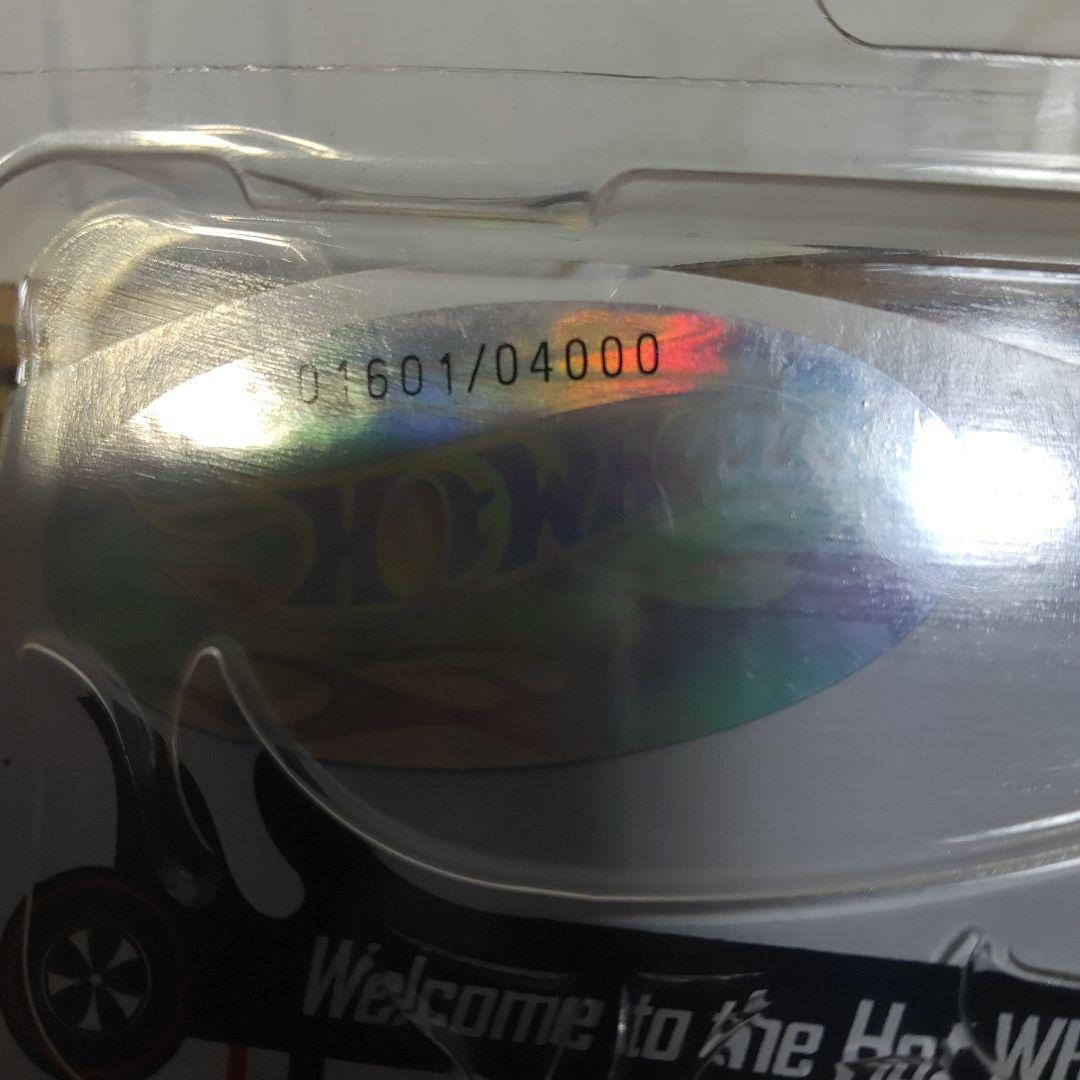 01601/04000
HOT WHEELS
Welcome to the Hot